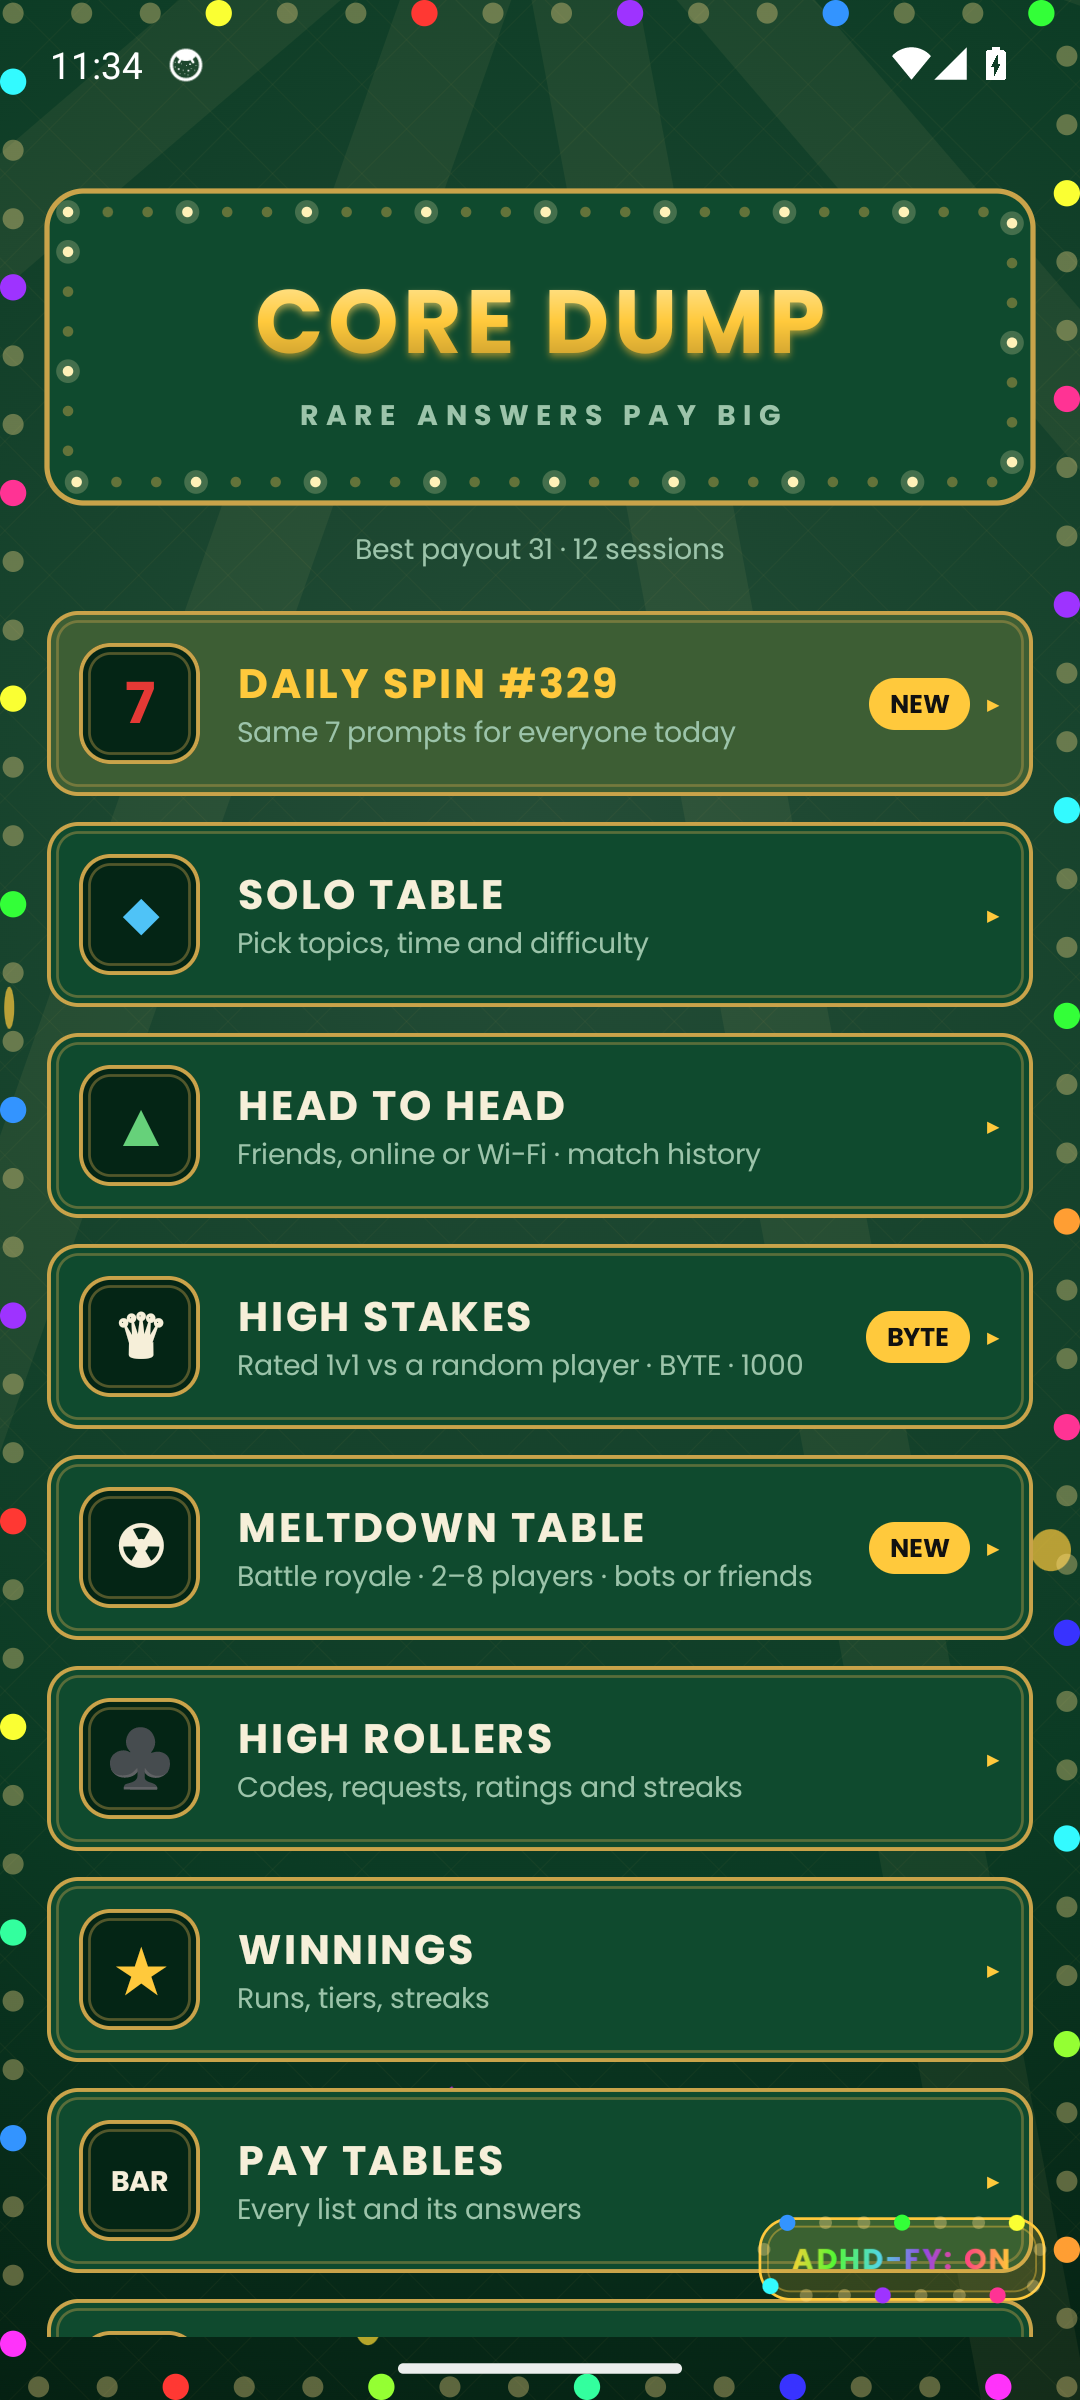 11:34
CORE DUMP
RARE ANSWERS PAY BIG
Best payout 31 · 12 sessions
7
DAILY SPIN #329
Same 7 prompts for everyone today
NEW
SOLO TABLE
Pick topics, time and difficulty
HEAD TO HEAD
Friends, online or Wi-Fi · match history
HIGH STAKES
Rated 1v1 vs a random player · BYTE · 1000
BYTE
MELTDOWN TABLE
Battle royale · 2–8 players · bots or friends
NEW
HIGH ROLLERS
Codes, requests, ratings and streaks
WINNINGS
Runs, tiers, streaks
BAR
PAY TABLES
Every list and its answers
ADHD-FY: ON